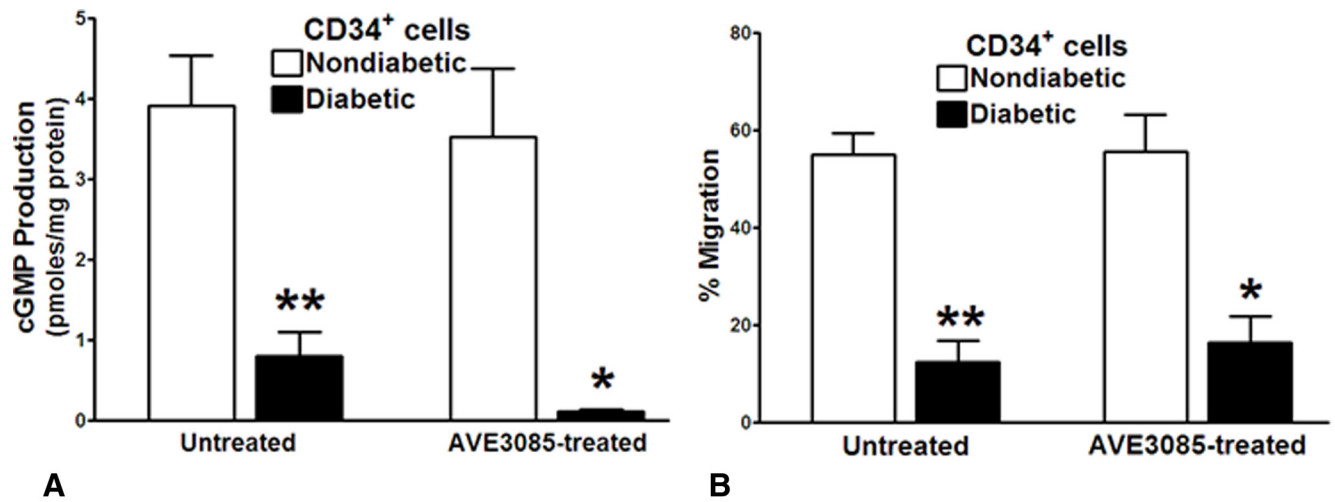 5
4
3
2
1
0
cGMP Production
(pmoles/mg protein)
CD34⁺ cells
Nondiabetic
Diabetic
**
*
Untreated
AVE3085-treated
A
80
60
40
20
0
% Migration
CD34⁺ cells
Nondiabetic
Diabetic
**
*
Untreated
AVE3085-treated
B